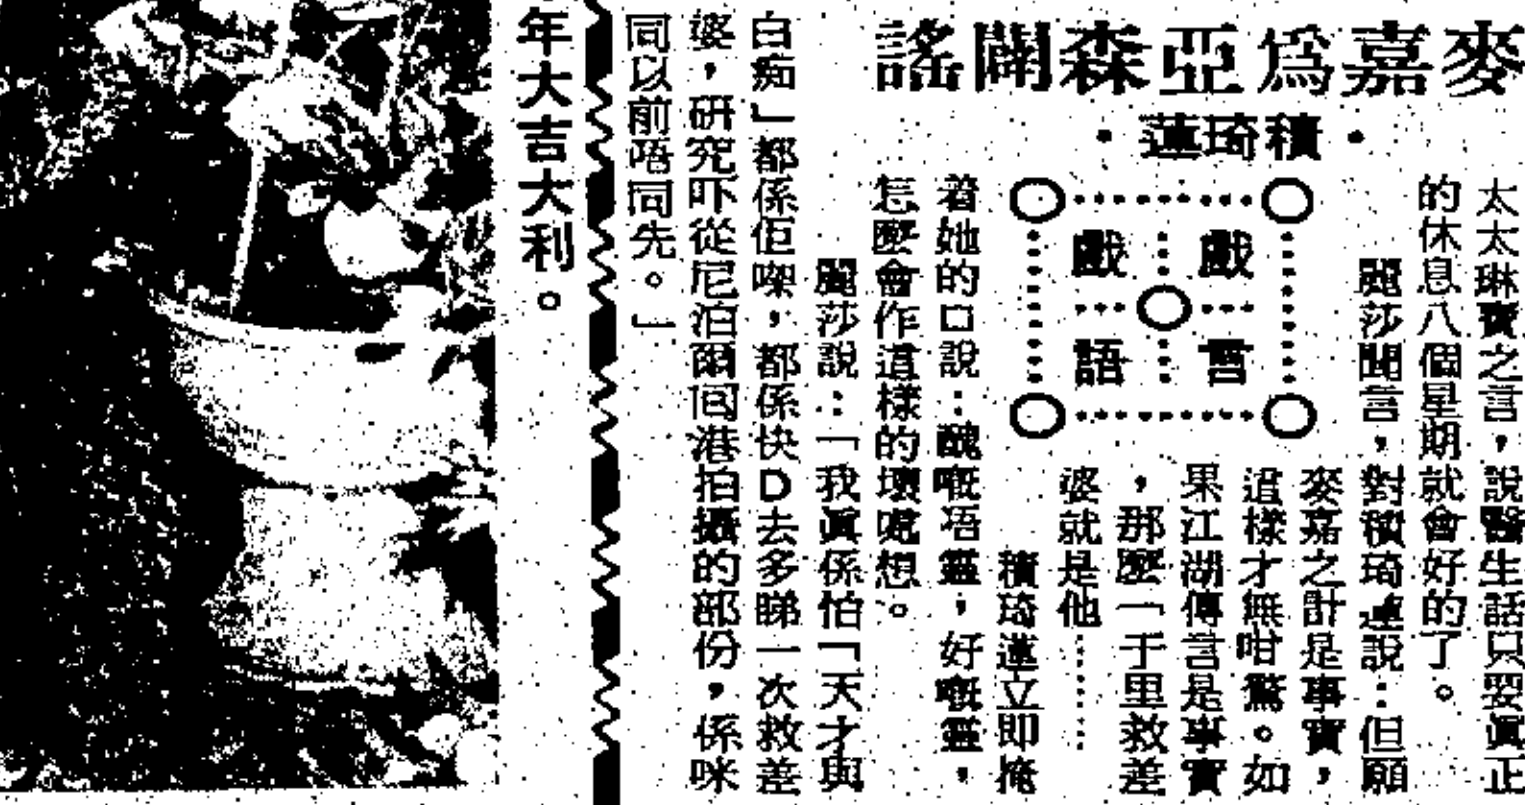 麥嘉為亞森闢謠
•積琦蓮•
戲言
戲語
太太琳寶之言，說醫生話只要眞正
的休息八個星期就會好的了。
麗莎聞言，對積琦蓮說：但願
麥嘉之計是事實，
這樣才無咁驚。如
果江湖傳言是事實
，那麼「千里救差
婆就是他……
積琦蓮立即掩
着她的口說：醜嘅唔靈，好嘅靈，
怎麼會作這樣的壞嘅想。
麗莎說：「我眞係怕「天才與
白痴」都係佢㗎，都係快D去多睇一次救差
婆，研究吓從尼泊爾囘港拍攝的部份，係咪
同以前唔同先。」
年大吉大利。